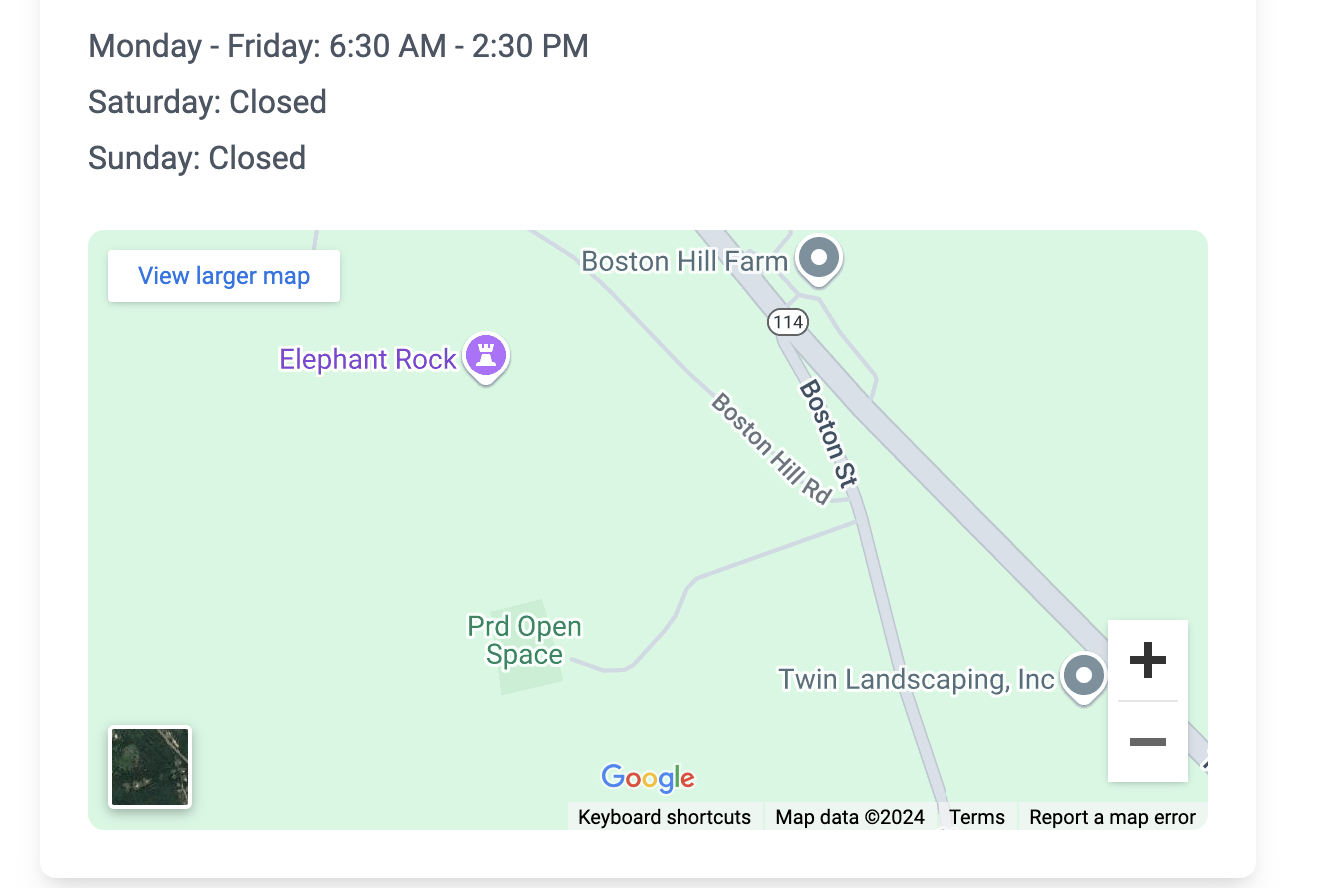 Monday - Friday: 6:30 AM - 2:30 PM
Saturday: Closed
Sunday: Closed
View larger map
Boston Hill Farm
114
Elephant Rock
Boston St
Boston Hill Rd
Prd Open
Space
Twin Landscaping, Inc
Google
Keyboard shortcuts
Map data ©2024
Terms
Report a map error